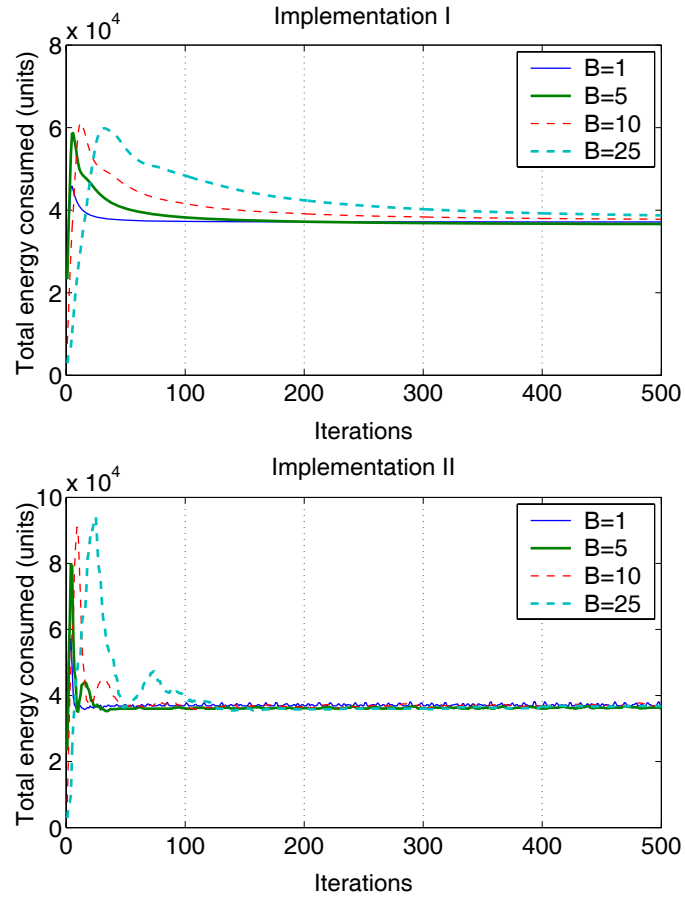 Implementation I
x 10^4
8
6
4
2
0
Total energy consumed (units)
B=1
B=5
B=10
B=25
0 100 200 300 400 500
Iterations
Implementation II
x 10^4
10
8
6
4
2
0
Total energy consumed (units)
B=1
B=5
B=10
B=25
0 100 200 300 400 500
Iterations